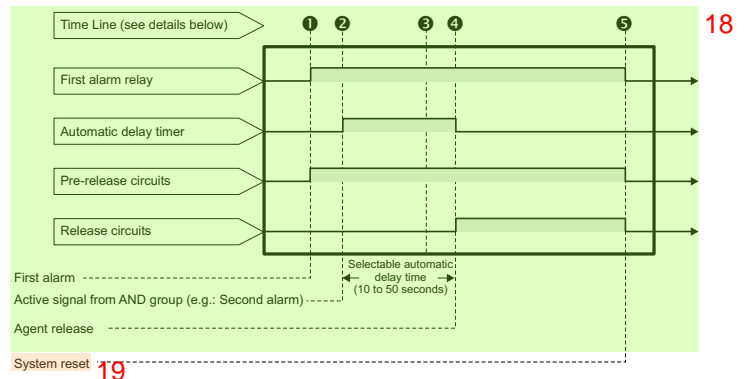 Time Line (see details below) ❶ ❷ ❸ ❹ ❺ 18
First alarm relay
Automatic delay timer
Pre-release circuits
Release circuits
Selectable automatic
delay time
(10 to 50 seconds)
First alarm
Active signal from AND group (e.g.: Second alarm)
Agent release
System reset 19